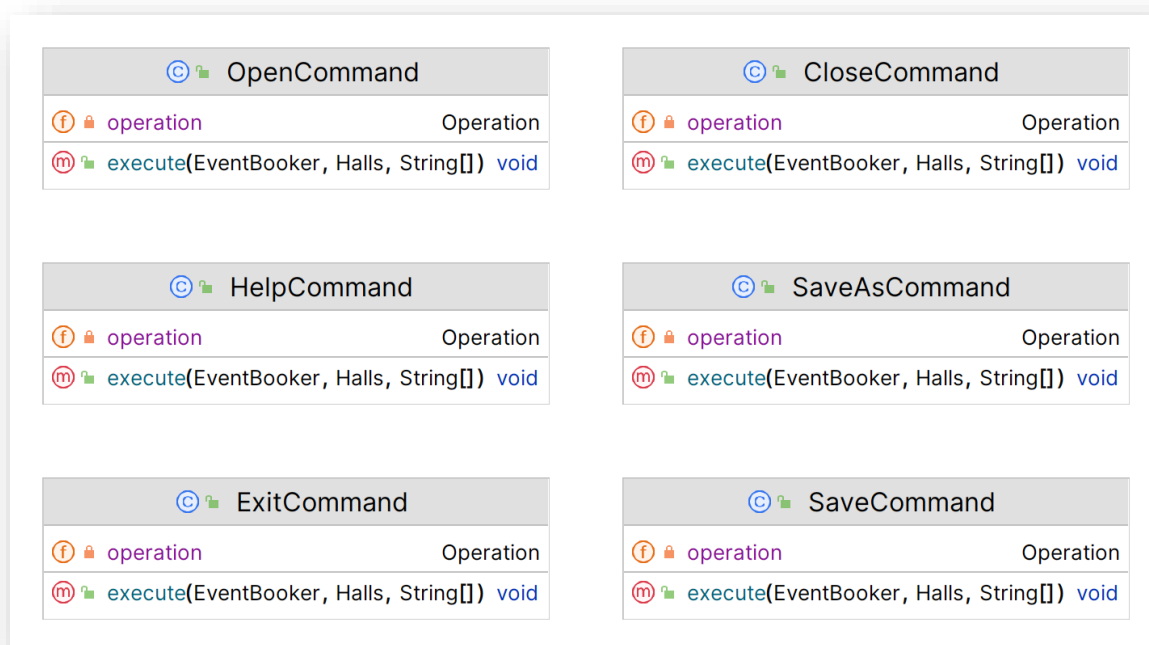 OpenCommand
operation Operation
execute(EventBooker, Halls, String[]) void
CloseCommand
operation Operation
execute(EventBooker, Halls, String[]) void
HelpCommand
operation Operation
execute(EventBooker, Halls, String[]) void
SaveAsCommand
operation Operation
execute(EventBooker, Halls, String[]) void
ExitCommand
operation Operation
execute(EventBooker, Halls, String[]) void
SaveCommand
operation Operation
execute(EventBooker, Halls, String[]) void